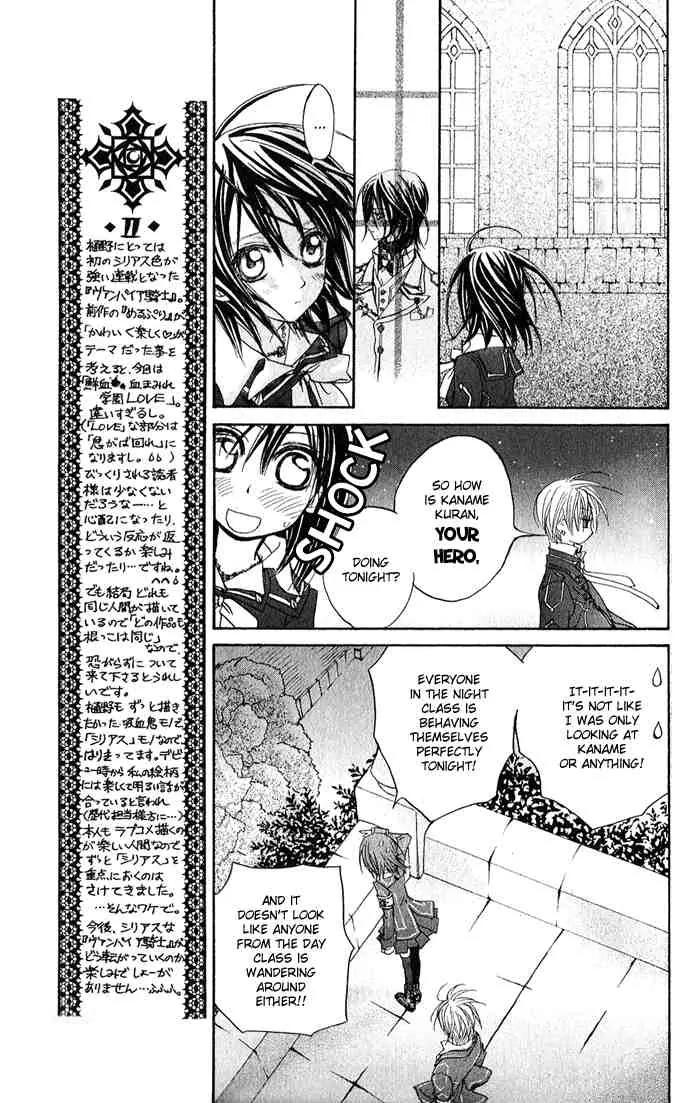 ...
SO HOW
IS KANAME
KURAN,
YOUR
HERO,
DOING
TONIGHT?
SHOCK
IT-IT-IT-IT-
IT'S NOT LIKE
I WAS ONLY
LOOKING AT
KANAME
OR ANYTHING!
EVERYONE
IN THE NIGHT
CLASS IS
BEHAVING
THEMSELVES
PERFECTLY
TONIGHT!
AND IT
DOESN'T LOOK
LIKE ANYONE
FROM THE DAY
CLASS IS
WANDERING
AROUND
EITHER!!
II
樋野にとっては
初のシリアス色が
強い連載となった
『ヴァンパイア騎士』。
前作の『めるぷり』が
「かわいく楽しく♡」が
テーマだった事を
考えると、今日は
「鮮血 血まみれ
学園LOVE」。
違いすぎるし。
(「LOVE」な部分は
「急がば回れ」に
なりますし。66)
びっくりされる読者
様は少なくない
だろうなー…と
心配になったり、
どういう反応が返
ってくるか楽しみ
だったり…ですね。
^^6
でも結局どれも
同じ人間が描いて
いるので「どの作品も
根っこは同じ」
なので、
恐がらずについて
来て下さるとうれし
いです。
樋野もずっと描き
たかった吸血鬼モノで
「シリアス」モノなので、
はりきってます。デビ
ュー時から私の絵柄
には楽しくて明るい話が
合っていると言われ
(歴代担当様方に…)
本人もラブコメ描くの
が楽しい人間なので
ずっと「シリアス」を
重点におくのは
さけてきました。
…そんなワケで。
今後、シリアスな
『ヴァンパイア騎士』が
どう転がっていくのか
楽しみでしょーが
ありません…ふふふ。